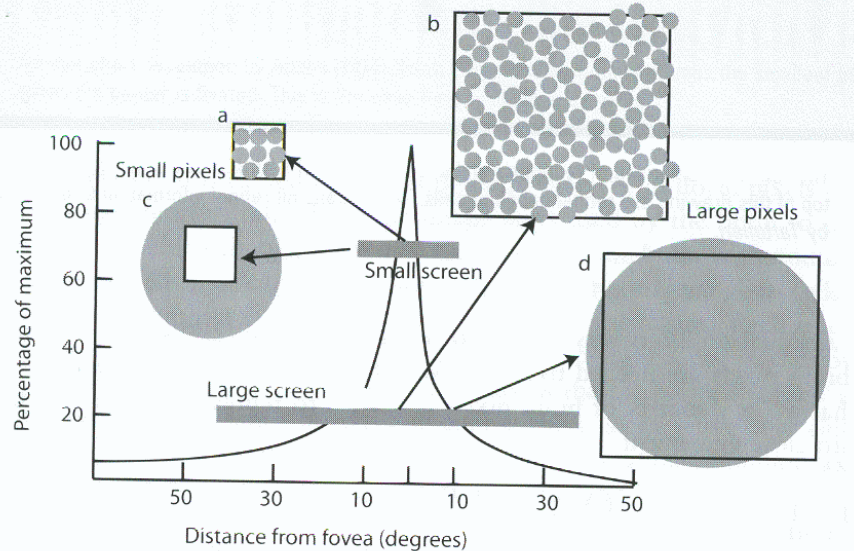 b
a
100
Small pixels
80
c
Large pixels
d
60
Small screen
40
Large screen
20
Percentage of maximum
50 30 10 10 30 50
Distance from fovea (degrees)